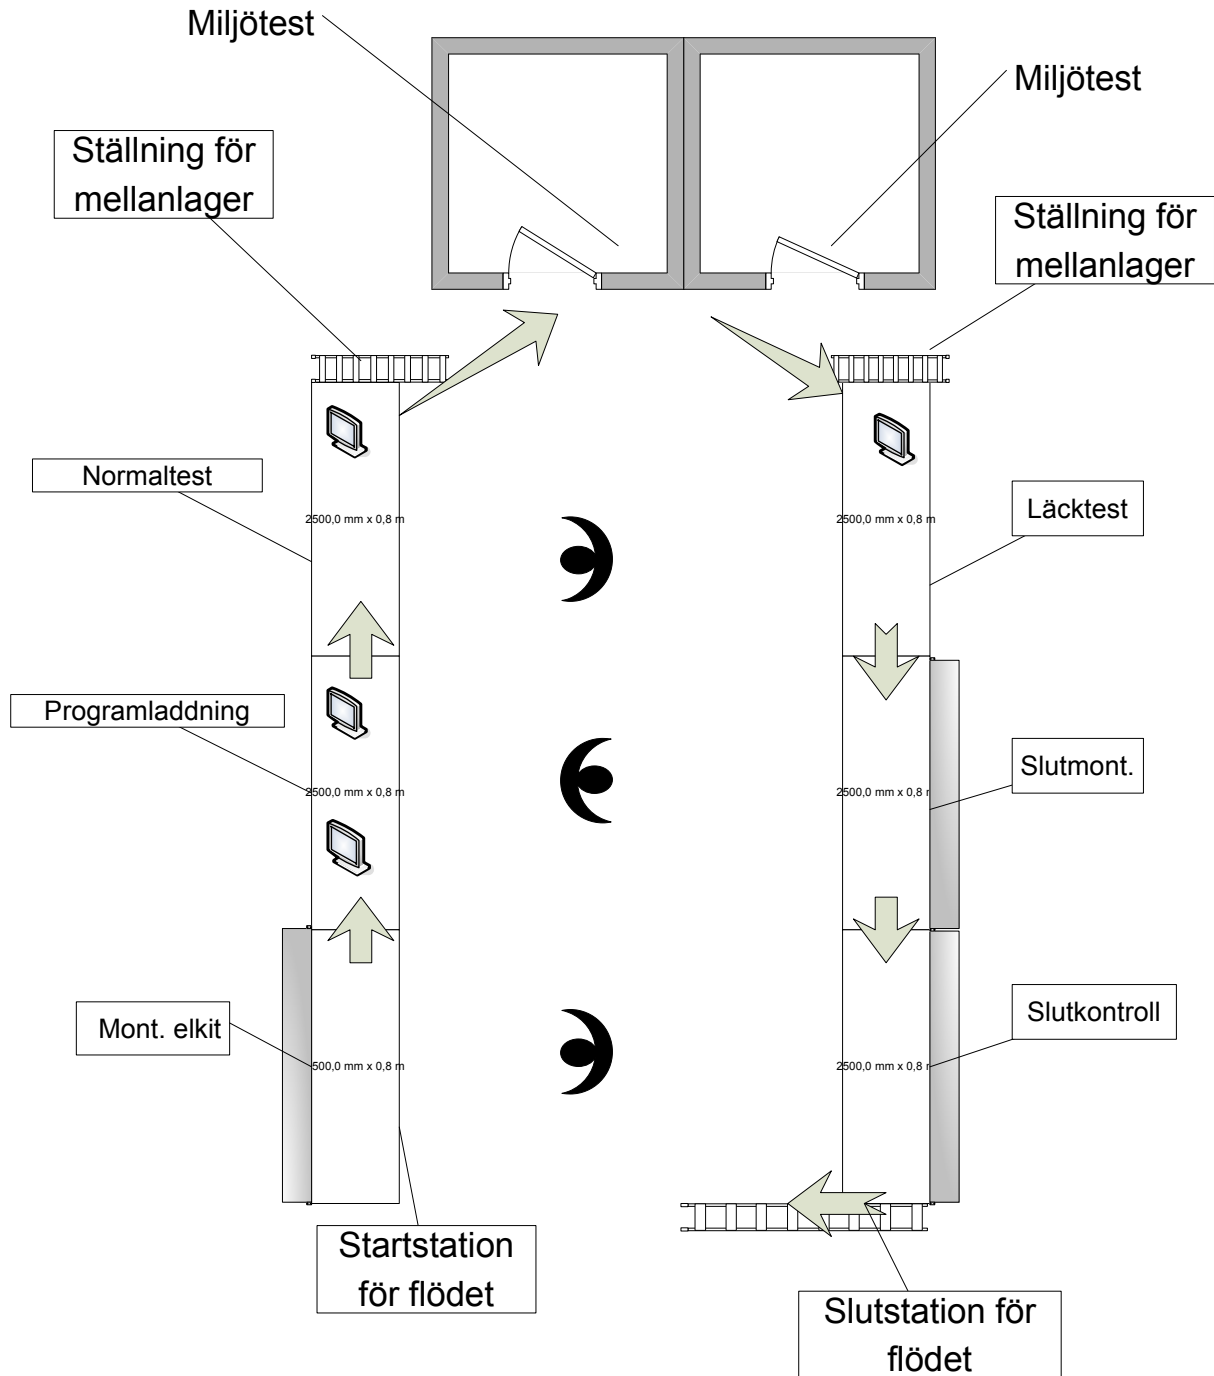 Miljötest
Miljötest
Ställning för
mellanlager
Ställning för
mellanlager
Normaltest
2500,0 mm x 0,8 m
2500,0 mm x 0,8 m
Läcktest
Programladdning
2500,0 mm x 0,8 m
2500,0 mm x 0,8 m
Slutmont.
Mont. elkit
500,0 mm x 0,8 m
2500,0 mm x 0,8 m
Slutkontroll
Startstation
för flödet
Slutstation för
flödet